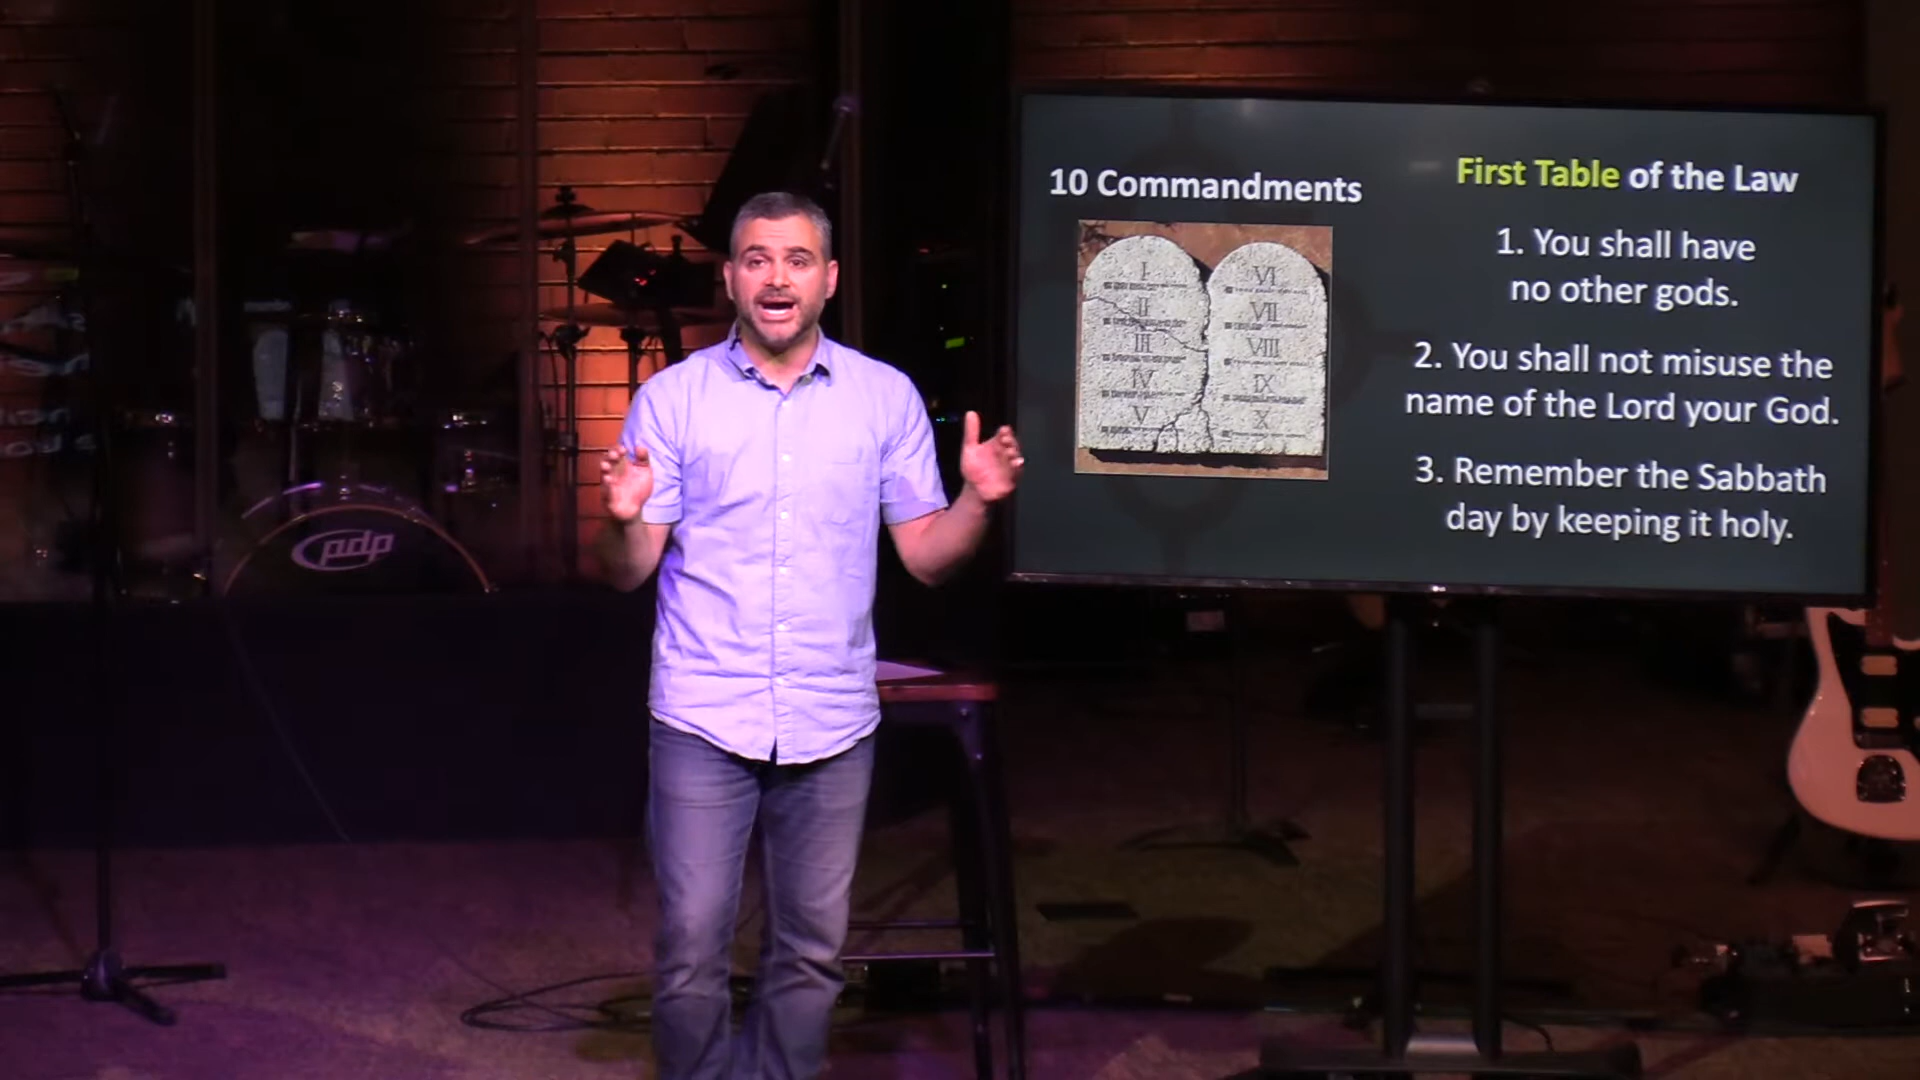 10 Commandments
I
II
III
IV
V
VI
VII
VIII
IX
X
First Table of the Law
1. You shall have
no other gods.
2. You shall not misuse the
name of the Lord your God.
3. Remember the Sabbath
day by keeping it holy.
pdp